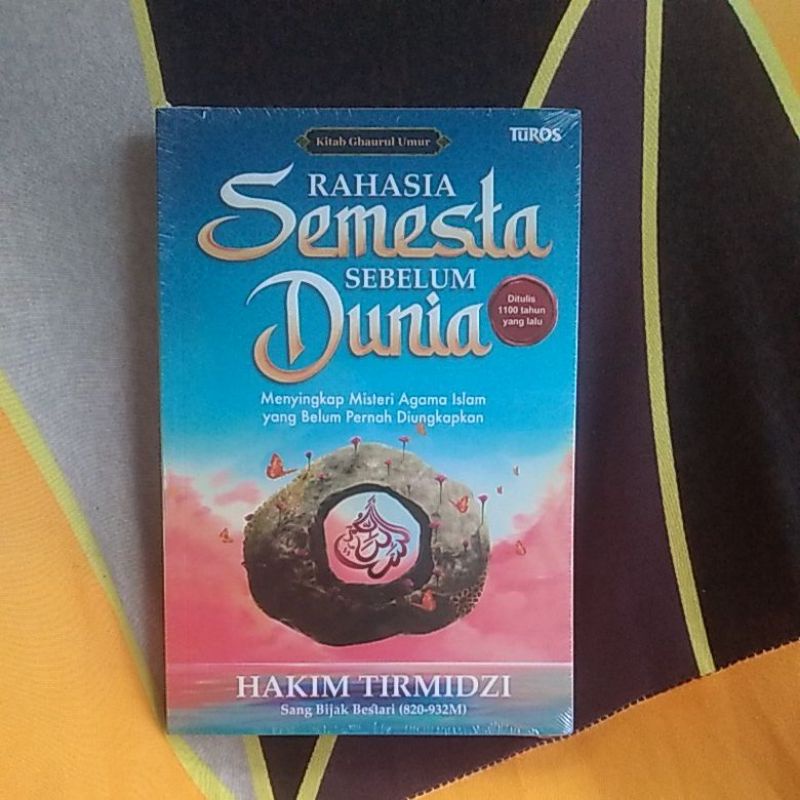 Kitab Ghaurul Umur
TUROS
RAHASIA
Semesta
SEBELUM
Dunia
Ditulis
1100 tahun
yang lalu
Menyingkap Misteri Agama Islam
yang Belum Pernah Diungkapkan
HAKIM TIRMIDZI
Sang Bijak Bestari (820-932M)